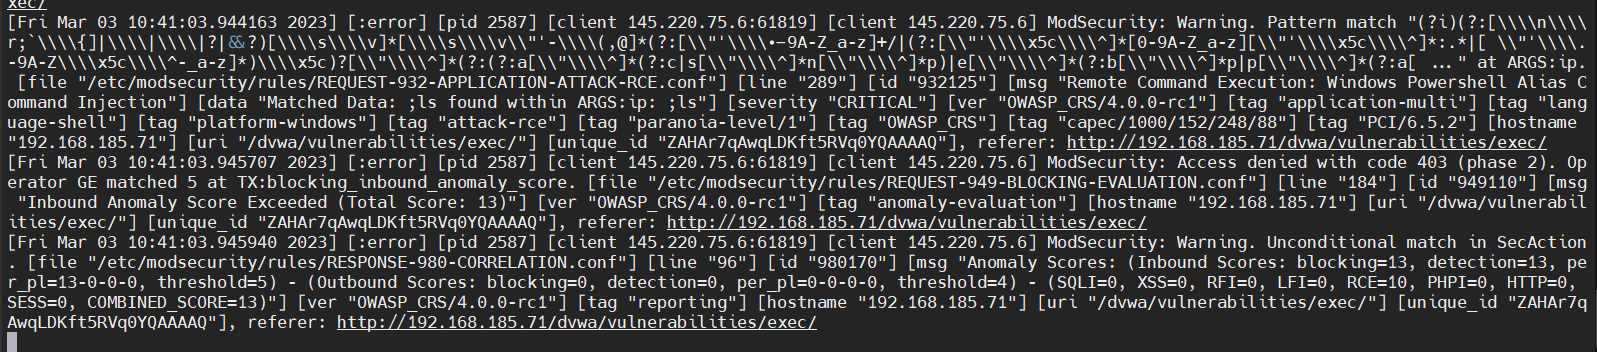 xec/
[Fri Mar 03 10:41:03.944163 2023] [:error] [pid 2587] [client 145.220.75.6:61819] [client 145.220.75.6] ModSecurity: Warning. Pattern match "(?i)(?:[\\\\n\\\\
r;`\\\\{]|\\\\|\\\\|?|&&?)[\\\\s\\\\v]*[\\\\s\\\\v\\"'-\\\\(,@]*(?:[\\"'\\\\•–9A-Z_a-z]+/|(?:[\\"'\\\\x5c\\\\^]*[0-9A-Z_a-z][\\"'\\\\x5c\\\\^]*:.*|[ \\"'\\\\.
-9A-Z\\\\x5c\\\\^-_a-z]*)\\\\x5c)?[\\"\\\\^]*(?:(?:a[\\"\\\\^]*(?:c|s[\\"\\\\^]*n[\\"\\\\^]*p)|e[\\"\\\\^]*(?:b[\\"\\\\^]*p|p[\\"\\\\^]*(?:a[ ..." at ARGS:ip.
[file "/etc/modsecurity/rules/REQUEST-932-APPLICATION-ATTACK-RCE.conf"] [line "289"] [id "932125"] [msg "Remote Command Execution: Windows Powershell Alias C
ommand Injection"] [data "Matched Data: ;ls found within ARGS:ip: ;ls"] [severity "CRITICAL"] [ver "OWASP_CRS/4.0.0-rc1"] [tag "application-multi"] [tag "lang
uage-shell"] [tag "platform-windows"] [tag "attack-rce"] [tag "paranoia-level/1"] [tag "OWASP_CRS"] [tag "capec/1000/152/248/88"] [tag "PCI/6.5.2"] [hostname
"192.168.185.71"] [uri "/dvwa/vulnerabilities/exec/"] [unique_id "ZAHAr7qAwqLDKft5RVq0YQAAAAQ"], referer: http://192.168.185.71/dvwa/vulnerabilities/exec/
[Fri Mar 03 10:41:03.945707 2023] [:error] [pid 2587] [client 145.220.75.6:61819] [client 145.220.75.6] ModSecurity: Access denied with code 403 (phase 2). Op
erator GE matched 5 at TX:blocking_inbound_anomaly_score. [file "/etc/modsecurity/rules/REQUEST-949-BLOCKING-EVALUATION.conf"] [line "184"] [id "949110"] [msg
"Inbound Anomaly Score Exceeded (Total Score: 13)"] [ver "OWASP_CRS/4.0.0-rc1"] [tag "anomaly-evaluation"] [hostname "192.168.185.71"] [uri "/dvwa/vulnerabil
ities/exec/"] [unique_id "ZAHAr7qAwqLDKft5RVq0YQAAAAQ"], referer: http://192.168.185.71/dvwa/vulnerabilities/exec/
[Fri Mar 03 10:41:03.945940 2023] [:error] [pid 2587] [client 145.220.75.6:61819] [client 145.220.75.6] ModSecurity: Warning. Unconditional match in SecAction
. [file "/etc/modsecurity/rules/RESPONSE-980-CORRELATION.conf"] [line "96"] [id "980170"] [msg "Anomaly Scores: (Inbound Scores: blocking=13, detection=13, pe
r_pl=13-0-0-0, threshold=5) - (Outbound Scores: blocking=0, detection=0, per_pl=0-0-0-0, threshold=4) - (SQLI=0, XSS=0, RFI=0, LFI=0, RCE=10, PHPI=0, HTTP=0,
SESS=0, COMBINED_SCORE=13)"] [ver "OWASP_CRS/4.0.0-rc1"] [tag "reporting"] [hostname "192.168.185.71"] [uri "/dvwa/vulnerabilities/exec/"] [unique_id "ZAHAr7q
AwqLDKft5RVq0YQAAAAQ"], referer: http://192.168.185.71/dvwa/vulnerabilities/exec/